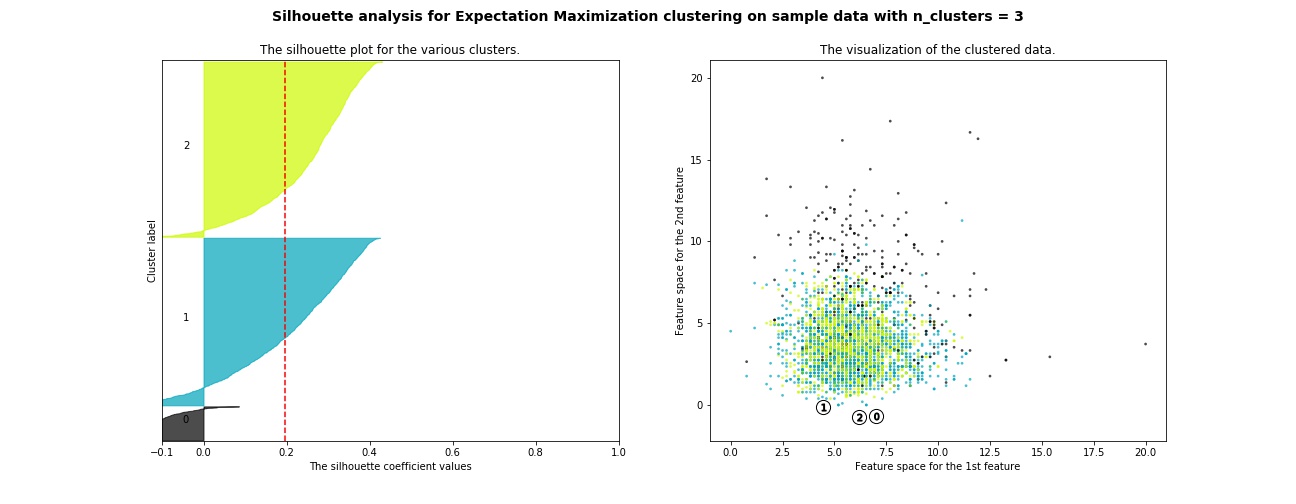 Silhouette analysis for Expectation Maximization clustering on sample data with n_clusters = 3
The silhouette plot for the various clusters.
Cluster label
2
1
0
−0.1 0.0 0.2 0.4 0.6 0.8 1.0
The silhouette coefficient values
The visualization of the clustered data.
Feature space for the 2nd feature
20
15
10
5
0
1 2 0
0.0 2.5 5.0 7.5 10.0 12.5 15.0 17.5 20.0
Feature space for the 1st feature